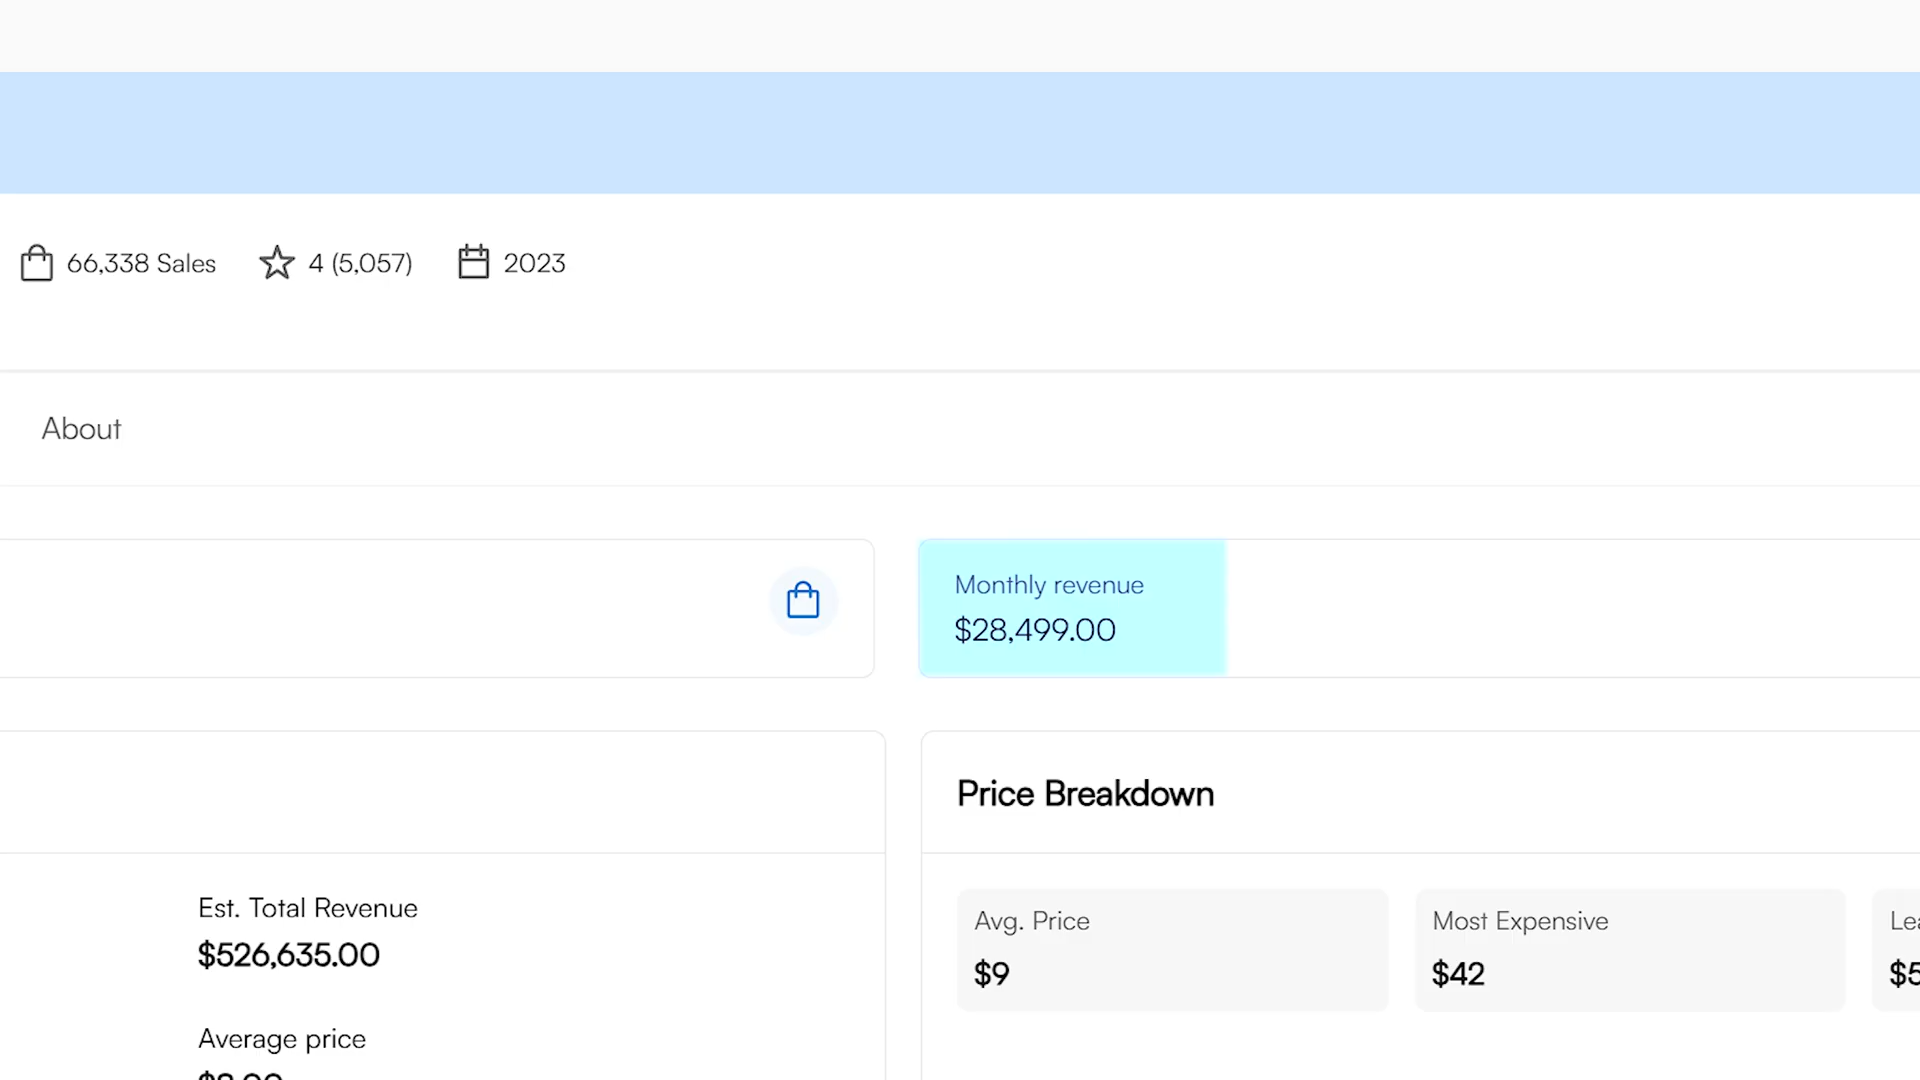 66,338 Sales 4 (5,057) 2023
About
Monthly revenue
$28,499.00
Price Breakdown
Est. Total Revenue
$526,635.00
Avg. Price
$9
Most Expensive
$42
Average price